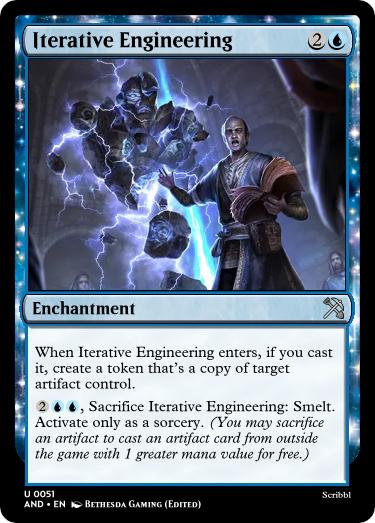 Iterative Engineering 2
Enchantment
When Iterative Engineering enters, if you cast
it, create a token that's a copy of target
artifact control.
2, Sacrifice Iterative Engineering: Smelt.
Activate only as a sorcery. (You may sacrifice
an artifact to cast an artifact card from outside
the game with 1 greater mana value for free.)
U 0051
Scribbl
AND • EN Bethesda Gaming (Edited)